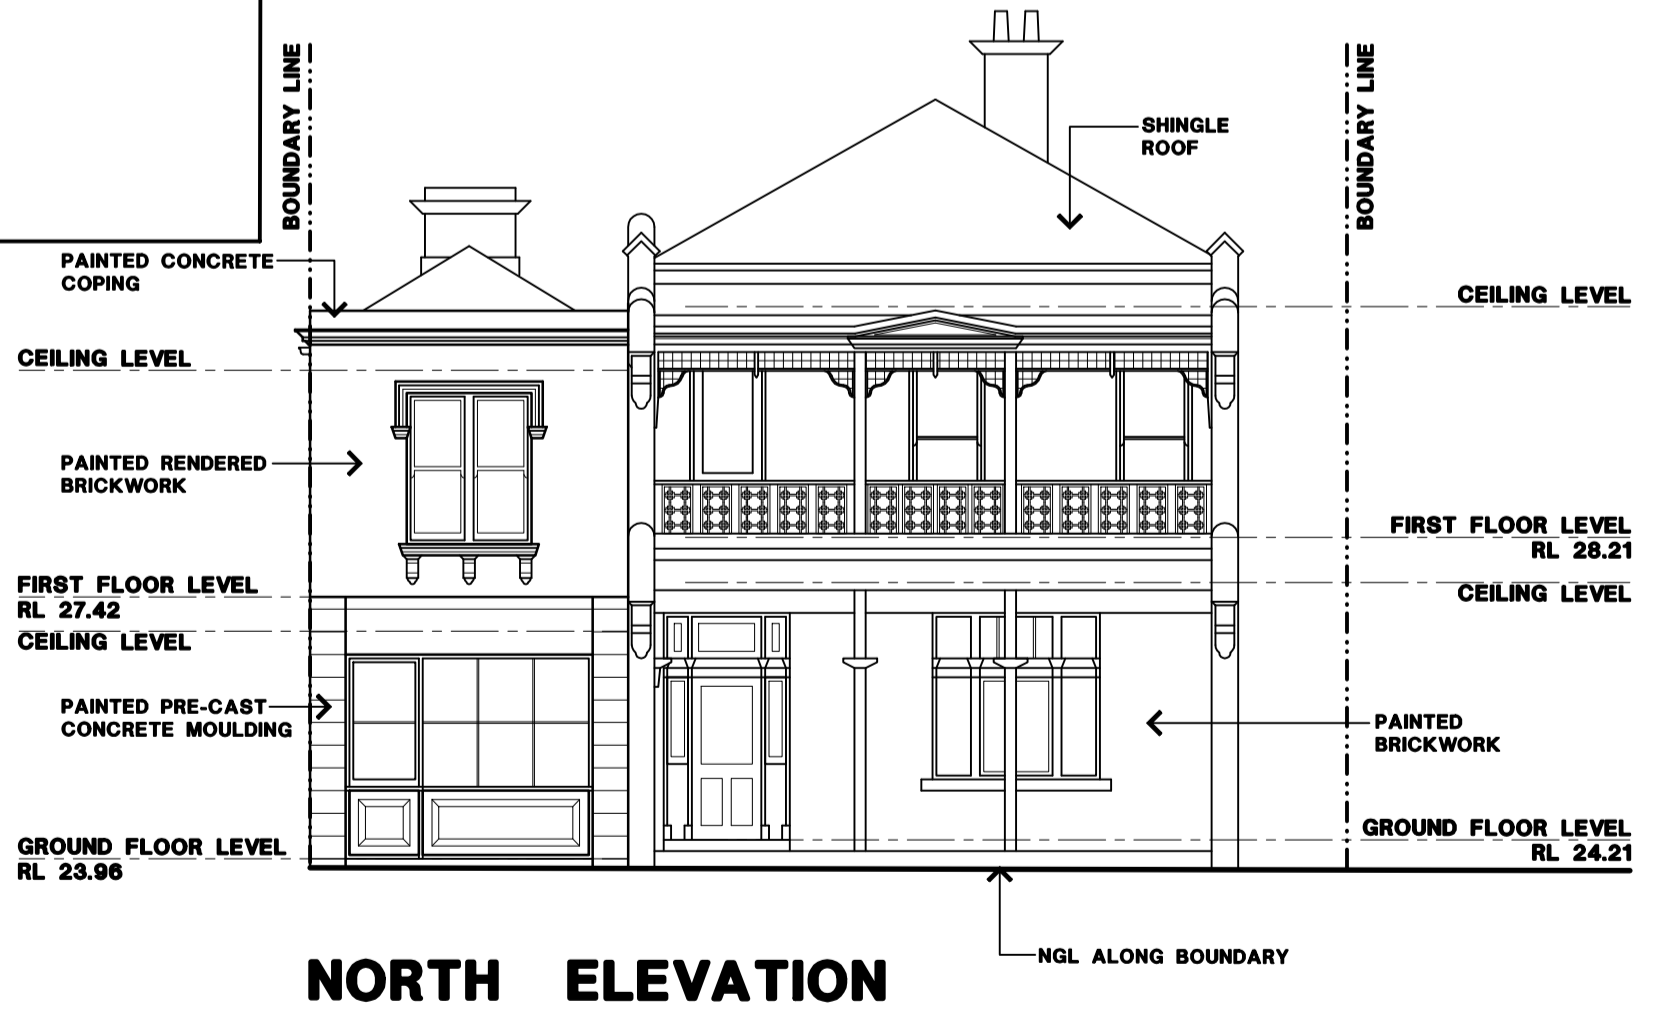 BOUNDARY LINE
BOUNDARY LINE
SHINGLE
ROOF
PAINTED CONCRETE
COPING
CEILING LEVEL
CEILING LEVEL
PAINTED RENDERED
BRICKWORK
FIRST FLOOR LEVEL
RL 28.21
CEILING LEVEL
FIRST FLOOR LEVEL
RL 27.42
CEILING LEVEL
PAINTED PRE-CAST
CONCRETE MOULDING
PAINTED
BRICKWORK
GROUND FLOOR LEVEL
RL 24.21
GROUND FLOOR LEVEL
RL 23.96
NGL ALONG BOUNDARY
NORTH ELEVATION